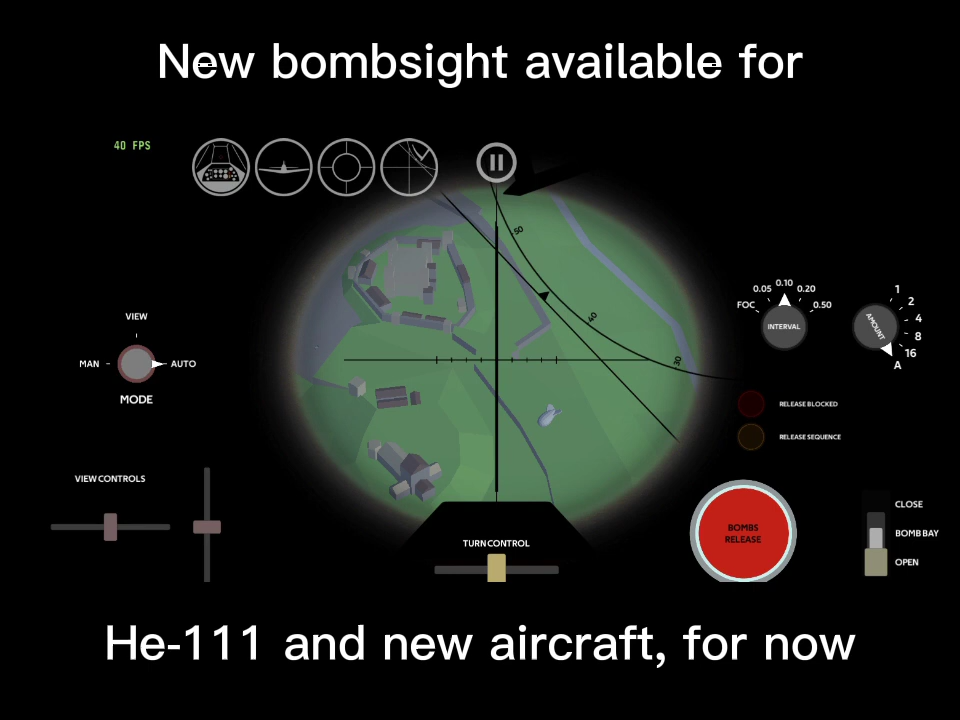 New bombsight available for
40 FPS
50
40
30
VIEW
MAN
AUTO
MODE
FOC
0.05
0.10
0.20
0.50
INTERVAL
AMOUNT
1
2
4
8
16
A
RELEASE BLOCKED
RELEASE SEQUENCE
VIEW CONTROLS
TURN CONTROL
BOMBS
RELEASE
CLOSE
BOMB BAY
OPEN
He-111 and new aircraft, for now